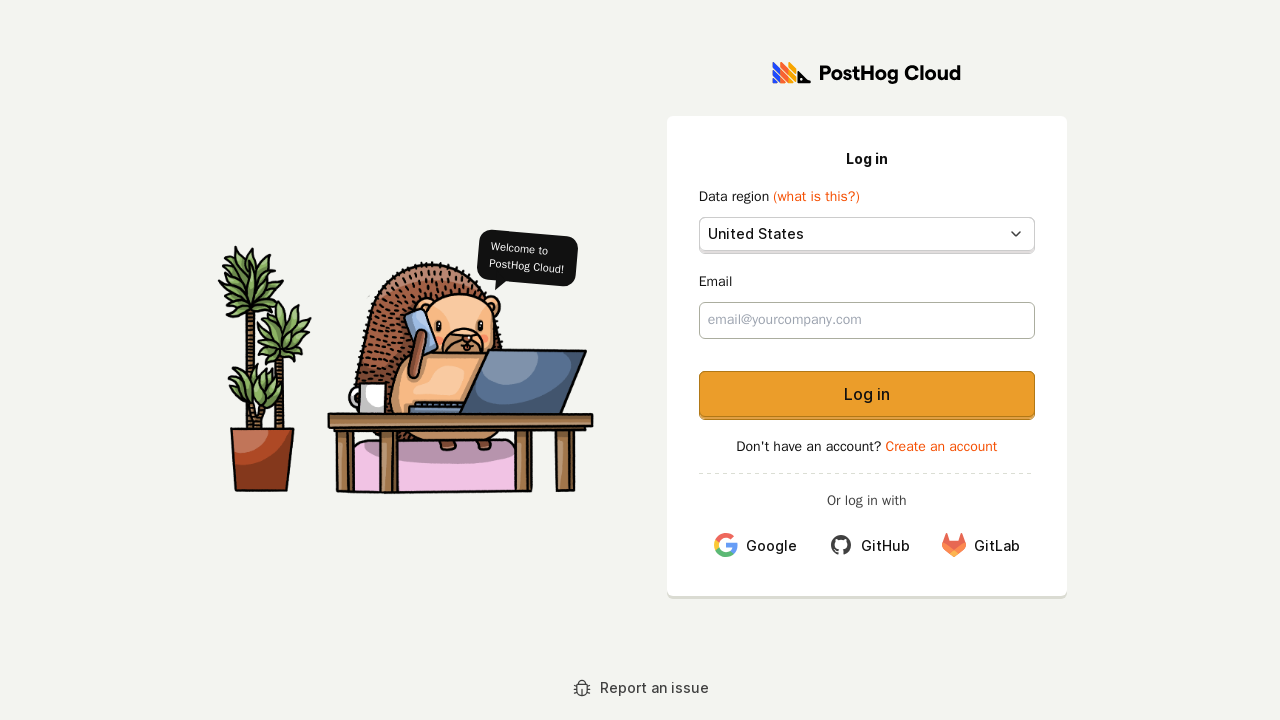 PostHog Cloud
Welcome to
PostHog Cloud!
Log in
Data region (what is this?)
United States
Email
email@yourcompany.com
Log in
Don't have an account? Create an account
Or log in with
Google GitHub GitLab
Report an issue